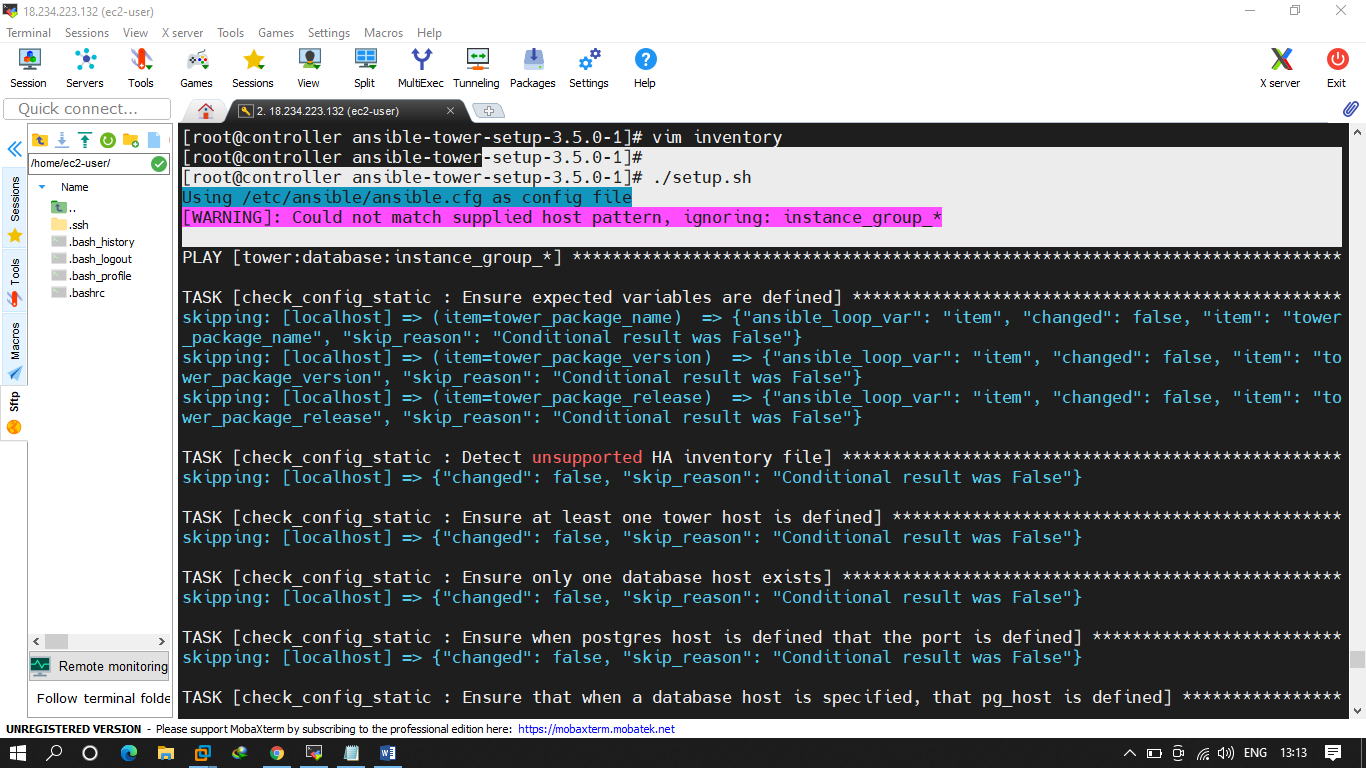 18.234.223.132 (ec2-user)
Terminal Sessions View X server Tools Games Settings Macros Help
Session Servers Tools Games Sessions View Split MultiExec Tunneling Packages Settings Help X server Exit
Quick connect...
2. 18.234.223.132 (ec2-user)
/home/ec2-user/
Name
..
.ssh
.bash_history
.bash_logout
.bash_profile
.bashrc
Sessions
Tools
Macros
Sftp
Remote monitoring
Follow terminal folde
[root@controller ansible-tower-setup-3.5.0-1]# vim inventory
[root@controller ansible-tower-setup-3.5.0-1]#
[root@controller ansible-tower-setup-3.5.0-1]# ./setup.sh
Using /etc/ansible/ansible.cfg as config file
[WARNING]: Could not match supplied host pattern, ignoring: instance_group_*
PLAY [tower:database:instance_group_*] *****************************************************************************
TASK [check_config_static : Ensure expected variables are defined] *************************************************
skipping: [localhost] => (item=tower_package_name)  => {"ansible_loop_var": "item", "changed": false, "item": "tower
_package_name", "skip_reason": "Conditional result was False"}
skipping: [localhost] => (item=tower_package_version)  => {"ansible_loop_var": "item", "changed": false, "item": "to
wer_package_version", "skip_reason": "Conditional result was False"}
skipping: [localhost] => (item=tower_package_release)  => {"ansible_loop_var": "item", "changed": false, "item": "to
wer_package_release", "skip_reason": "Conditional result was False"}
TASK [check_config_static : Detect unsupported HA inventory file] **************************************************
skipping: [localhost] => {"changed": false, "skip_reason": "Conditional result was False"}
TASK [check_config_static : Ensure at least one tower host is defined] *********************************************
skipping: [localhost] => {"changed": false, "skip_reason": "Conditional result was False"}
TASK [check_config_static : Ensure only one database host exists] **************************************************
skipping: [localhost] => {"changed": false, "skip_reason": "Conditional result was False"}
TASK [check_config_static : Ensure when postgres host is defined that the port is defined] *************************
skipping: [localhost] => {"changed": false, "skip_reason": "Conditional result was False"}
TASK [check_config_static : Ensure that when a database host is specified, that pg_host is defined] ****************
UNREGISTERED VERSION - Please support MobaXterm by subscribing to the professional edition here: https://mobaxterm.mobatek.net
ENG 13:13